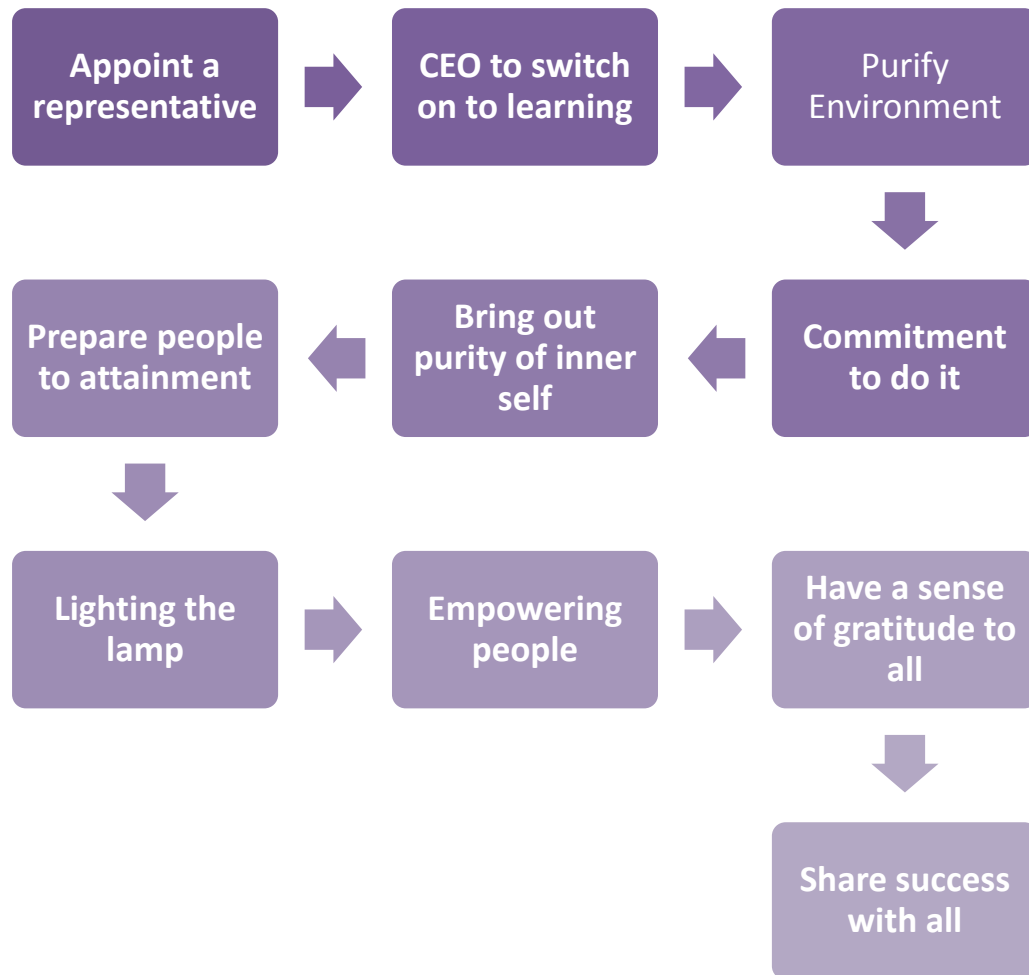 Appoint a
representative
CEO to switch
on to learning
Purify
Environment
Commitment
to do it
Bring out
purity of inner
self
Prepare people
to attainment
Lighting the
lamp
Empowering
people
Have a sense
of gratitude to
all
Share success
with all